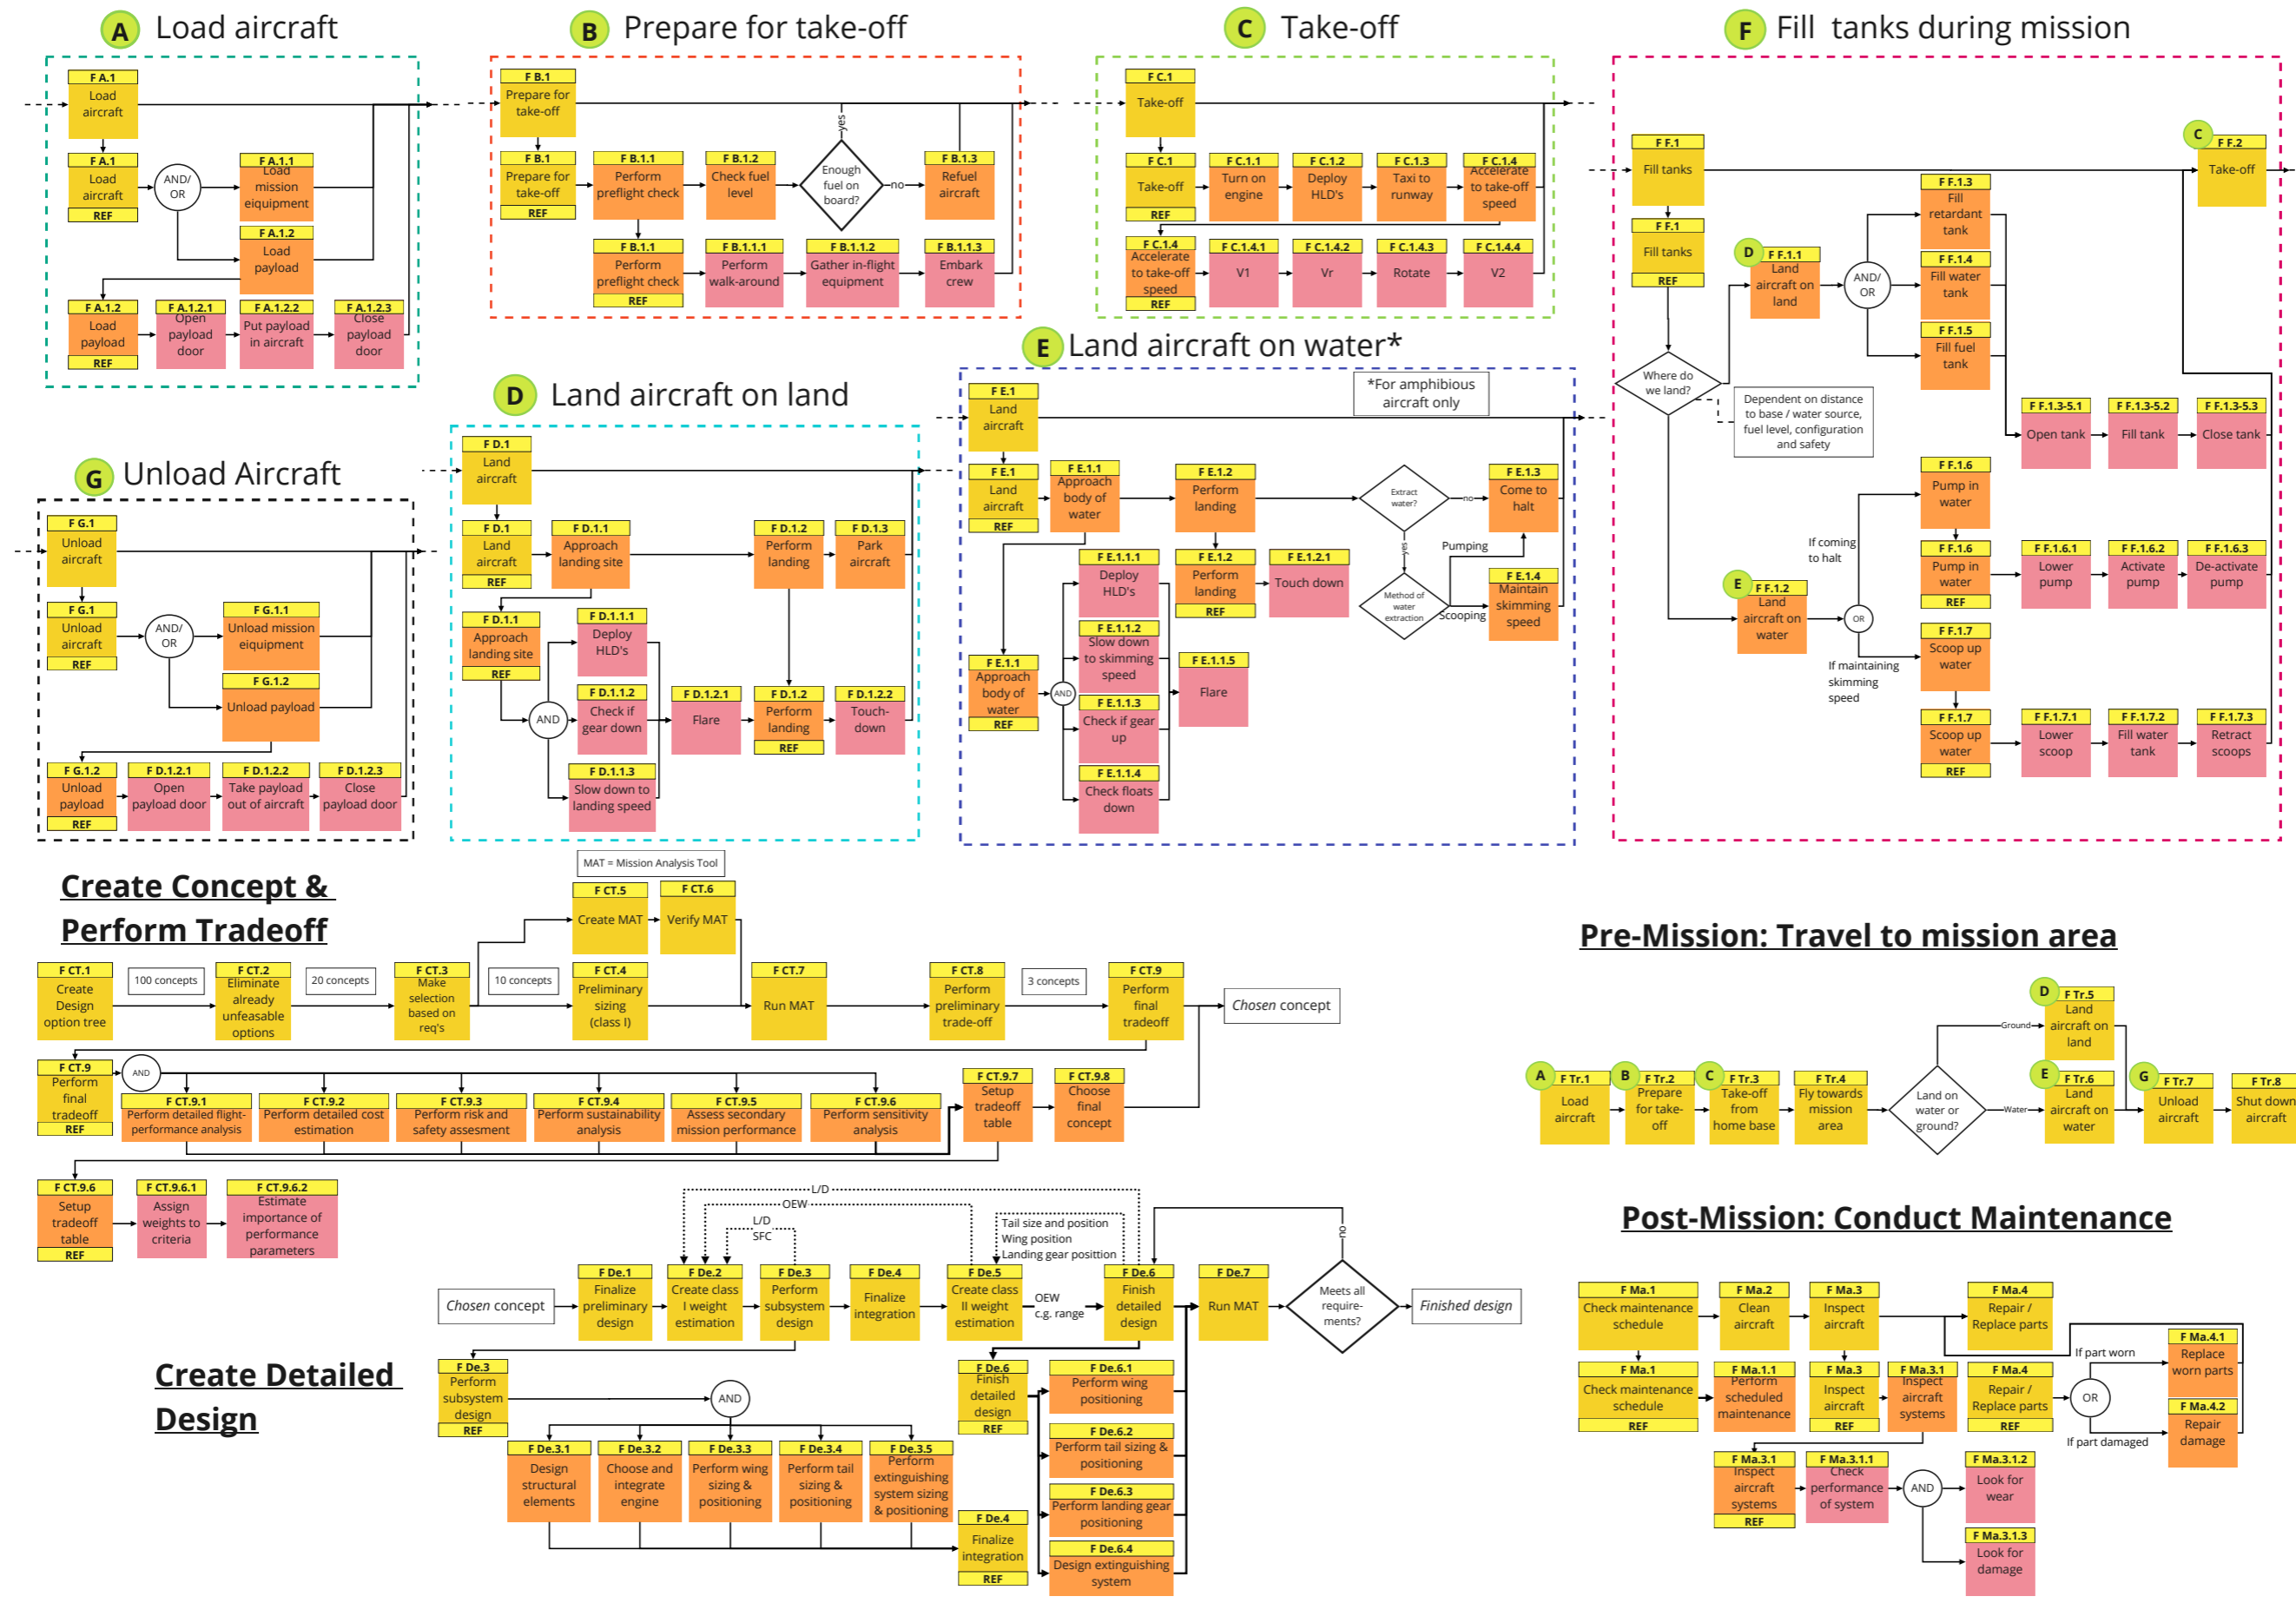 A Load aircraft
F A.1
Load
aircraft
F A.1
Load
aircraft
REF
AND/
OR
F A.1.1
Load
mission
eiquipment
F A.1.2
Load
payload
F A.1.2
Load
payload
REF
F A.1.2.1
Open
payload
door
F A.1.2.2
Put payload
in aircraft
F A.1.2.3
Close
payload
door
B Prepare for take-off
F B.1
Prepare for
take-off
F B.1
Prepare for
take-off
REF
F B.1.1
Perform
preflight check
F B.1.2
Check fuel
level
yes
Enough
fuel on
board?
no
F B.1.3
Refuel
aircraft
F B.1.1
Perform
preflight check
REF
F B.1.1.1
Perform
walk-around
F B.1.1.2
Gather in-flight
equipment
F B.1.1.3
Embark
crew
C Take-off
F C.1
Take-off
F C.1
Take-off
REF
F C.1.1
Turn on
engine
F C.1.2
Deploy
HLD's
F C.1.3
Taxi to
runway
F C.1.4
Accelerate
to take-off
speed
F C.1.4
Accelerate
to take-off
speed
REF
F C.1.4.1
V1
F C.1.4.2
Vr
F C.1.4.3
Rotate
F C.1.4.4
V2
F Fill tanks during mission
F F.1
Fill tanks
C
F F.2
Take-off
F F.1
Fill tanks
REF
Where do
we land?
Dependent on distance
to base / water source,
fuel level, configuration
and safety
D
F F.1.1
Land
aircraft on
land
AND/
OR
F F.1.3
Fill
retardant
tank
F F.1.4
Fill water
tank
F F.1.5
Fill fuel
tank
F F.1.3-5.1
Open tank
F F.1.3-5.2
Fill tank
F F.1.3-5.3
Close tank
E
F F.1.2
Land
aircraft on
water
OR
If coming
to halt
If maintaining
skimming
speed
F F.1.6
Pump in
water
F F.1.6
Pump in
water
REF
F F.1.6.1
Lower
pump
F F.1.6.2
Activate
pump
F F.1.6.3
De-activate
pump
F F.1.7
Scoop up
water
F F.1.7
Scoop up
water
REF
F F.1.7.1
Lower
scoop
F F.1.7.2
Fill water
tank
F F.1.7.3
Retract
scoops
G Unload Aircraft
F G.1
Unload
aircraft
F G.1
Unload
aircraft
REF
AND/
OR
F G.1.1
Unload mission
eiquipment
F G.1.2
Unload payload
F G.1.2
Unload
payload
REF
F D.1.2.1
Open
payload door
F D.1.2.2
Take payload
out of aircraft
F D.1.2.3
Close
payload door
D Land aircraft on land
F D.1
Land
aircraft
F D.1
Land
aircraft
REF
F D.1.1
Approach
landing site
F D.1.2
Perform
landing
F D.1.3
Park
aircraft
F D.1.1
Approach
landing site
REF
AND
F D.1.1.1
Deploy
HLD's
F D.1.1.2
Check if
gear down
F D.1.1.3
Slow down to
landing speed
F D.1.2.1
Flare
F D.1.2
Perform
landing
REF
F D.1.2.2
Touch-
down
E Land aircraft on water*
*For amphibious
aircraft only
F E.1
Land
aircraft
F E.1
Land
aircraft
REF
F E.1.1
Approach
body of
water
F E.1.2
Perform
landing
Extract
water?
no
yes
F E.1.3
Come to
halt
Method of
water
extraction
Pumping
Scooping
F E.1.4
Maintain
skimming
speed
F E.1.2
Perform
landing
REF
F E.1.2.1
Touch down
F E.1.1
Approach
body of
water
REF
AND
F E.1.1.1
Deploy
HLD's
F E.1.1.2
Slow down
to skimming
speed
F E.1.1.3
Check if gear
up
F E.1.1.4
Check floats
down
F E.1.1.5
Flare
Create Concept &
Perform Tradeoff
MAT = Mission Analysis Tool
F CT.5
Create MAT
F CT.6
Verify MAT
F CT.1
Create
Design
option tree
100 concepts
F CT.2
Eliminate
already
unfeasable
options
20 concepts
F CT.3
Make
selection
based on
req's
10 concepts
F CT.4
Preliminary
sizing
(class I)
F CT.7
Run MAT
F CT.8
Perform
preliminary
trade-off
3 concepts
F CT.9
Perform
final
tradeoff
Chosen concept
F CT.9
Perform
final
tradeoff
REF
AND
F CT.9.1
Perform detailed flight-
performance analysis
F CT.9.2
Perform detailed cost
estimation
F CT.9.3
Perform risk and
safety assesment
F CT.9.4
Perform sustainability
analysis
F CT.9.5
Assess secondary
mission performance
F CT.9.6
Perform sensitivity
analysis
F CT.9.7
Setup
tradeoff
table
F CT.9.8
Choose
final
concept
F CT.9.6
Setup
tradeoff
table
REF
F CT.9.6.1
Assign
weights to
criteria
F CT.9.6.2
Estimate
importance of
performance
parameters
Pre-Mission: Travel to mission area
A
F Tr.1
Load
aircraft
B
F Tr.2
Prepare
for take-
off
C
F Tr.3
Take-off
from
home base
F Tr.4
Fly towards
mission
area
Land on
water or
ground?
Ground
Water
D
F Tr.5
Land
aircraft on
land
E
F Tr.6
Land
aircraft on
water
G
F Tr.7
Unload
aircraft
F Tr.8
Shut down
aircraft
Create Detailed
Design
L/D
OEW
L/D
SFC
Tail size and position
Wing position
Landing gear posittion
no
Chosen concept
F De.1
Finalize
preliminary
design
F De.2
Create class
I weight
estimation
F De.3
Perform
subsystem
design
F De.4
Finalize
integration
F De.5
Create class
II weight
estimation
OEW
c.g. range
F De.6
Finish
detailed
design
F De.7
Run MAT
Meets all
require-
ments?
Finished design
F De.3
Perform
subsystem
design
REF
AND
F De.3.1
Design
structural
elements
F De.3.2
Choose and
integrate
engine
F De.3.3
Perform wing
sizing &
positioning
F De.3.4
Perform tail
sizing &
positioning
F De.3.5
Perform
extinguishing
system sizing
& positioning
F De.4
Finalize
integration
REF
F De.6
Finish
detailed
design
REF
F De.6.1
Perform wing
positioning
F De.6.2
Perform tail sizing &
positioning
F De.6.3
Perform landing gear
positioning
F De.6.4
Design extinguishing
system
Post-Mission: Conduct Maintenance
F Ma.1
Check maintenance
schedule
F Ma.2
Clean
aircraft
F Ma.3
Inspect
aircraft
F Ma.4
Repair /
Replace parts
F Ma.1
Check maintenance
schedule
REF
F Ma.1.1
Perform
scheduled
maintenance
F Ma.3
Inspect
aircraft
REF
F Ma.3.1
Inspect
aircraft
systems
F Ma.4
Repair /
Replace parts
REF
OR
If part worn
If part damaged
F Ma.4.1
Replace
worn parts
F Ma.4.2
Repair
damage
F Ma.3.1
Inspect
aircraft
systems
REF
F Ma.3.1.1
Check
performance
of system
AND
F Ma.3.1.2
Look for
wear
F Ma.3.1.3
Look for
damage